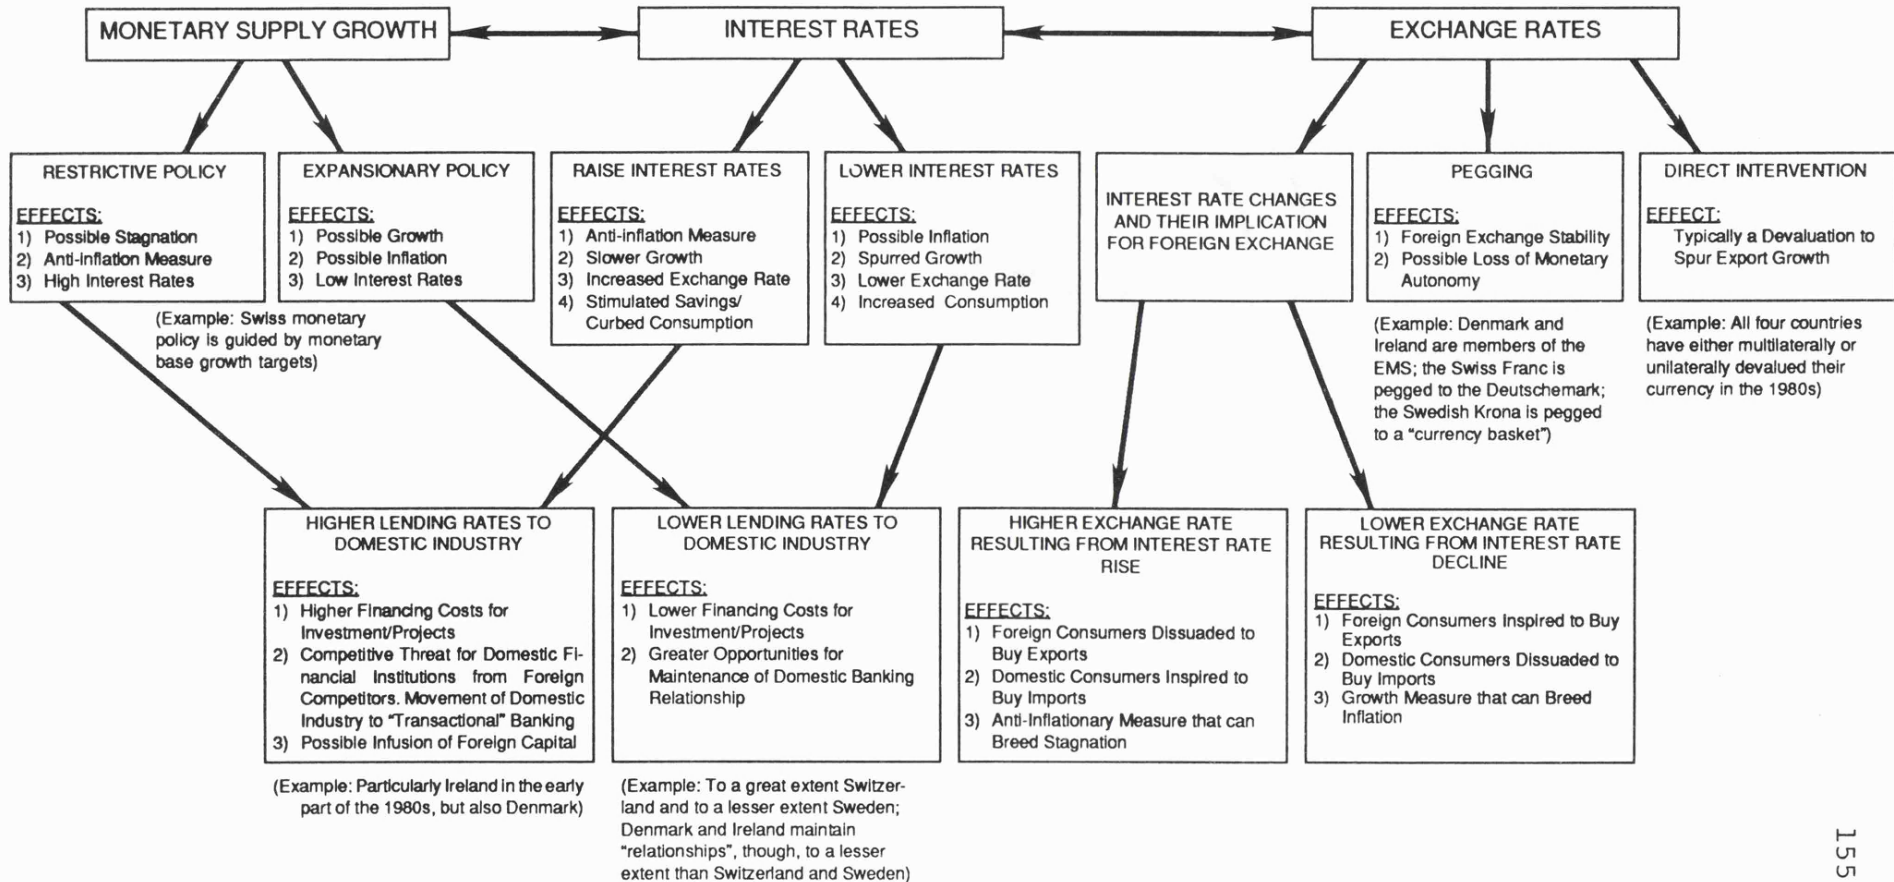 MONETARY SUPPLY GROWTH
INTEREST RATES
EXCHANGE RATES
RESTRICTIVE POLICY
EFFECTS:
1) Possible Stagnation
2) Anti-inflation Measure
3) High Interest Rates
(Example: Swiss monetary
policy is guided by monetary
base growth targets)
EXPANSIONARY POLICY
EFFECTS:
1) Possible Growth
2) Possible Inflation
3) Low Interest Rates
RAISE INTEREST RATES
EFFECTS:
1) Anti-inflation Measure
2) Slower Growth
3) Increased Exchange Rate
4) Stimulated Savings/
Curbed Consumption
LOWER INTEREST RATES
EFFECTS:
1) Possible Inflation
2) Spurred Growth
3) Lower Exchange Rate
4) Increased Consumption
INTEREST RATE CHANGES
AND THEIR IMPLICATION
FOR FOREIGN EXCHANGE
PEGGING
EFFECTS:
1) Foreign Exchange Stability
2) Possible Loss of Monetary
Autonomy
(Example: Denmark and
Ireland are members of the
EMS; the Swiss Franc is
pegged to the Deutschemark;
the Swedish Krona is pegged
to a "currency basket")
DIRECT INTERVENTION
EFFECT:
Typically a Devaluation to
Spur Export Growth
(Example: All four countries
have either multilaterally or
unilaterally devalued their
currency in the 1980s)
HIGHER LENDING RATES TO
DOMESTIC INDUSTRY
EFFECTS:
1) Higher Financing Costs for
Investment/Projects
2) Competitive Threat for Domestic Fi-
nancial Institutions from Foreign
Competitors. Movement of Domestic
Industry to "Transactional" Banking
3) Possible Infusion of Foreign Capital
(Example: Particularly Ireland in the early
part of the 1980s, but also Denmark)
LOWER LENDING RATES TO
DOMESTIC INDUSTRY
EFFECTS:
1) Lower Financing Costs for
Investment/Projects
2) Greater Opportunities for
Maintenance of Domestic Banking
Relationship
(Example: To a great extent Switzer-
land and to a lesser extent Sweden;
Denmark and Ireland maintain
"relationships", though, to a lesser
extent than Switzerland and Sweden)
HIGHER EXCHANGE RATE
RESULTING FROM INTEREST RATE
RISE
EFFECTS:
1) Foreign Consumers Dissuaded to
Buy Exports
2) Domestic Consumers Inspired to
Buy Imports
3) Anti-Inflationary Measure that can
Breed Stagnation
LOWER EXCHANGE RATE
RESULTING FROM INTEREST RATE
DECLINE
EFFECTS:
1) Foreign Consumers Inspired to Buy
Exports
2) Domestic Consumers Dissuaded to
Buy Imports
3) Growth Measure that can Breed
Inflation
155